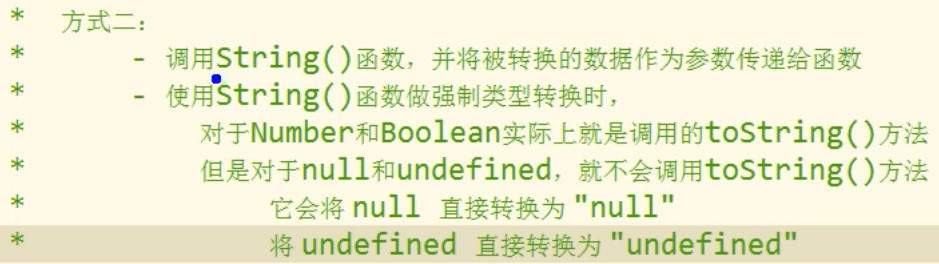 * 方式二:
* - 调用String()函数，并将被转换的数据作为参数传递给函数
* - 使用String()函数做强制类型转换时，
* 对于Number和Boolean实际上就是调用的toString()方法
* 但是对于null和undefined，就不会调用toString()方法
* 它会将 null 直接转换为 "null"
* 将 undefined 直接转换为 "undefined"